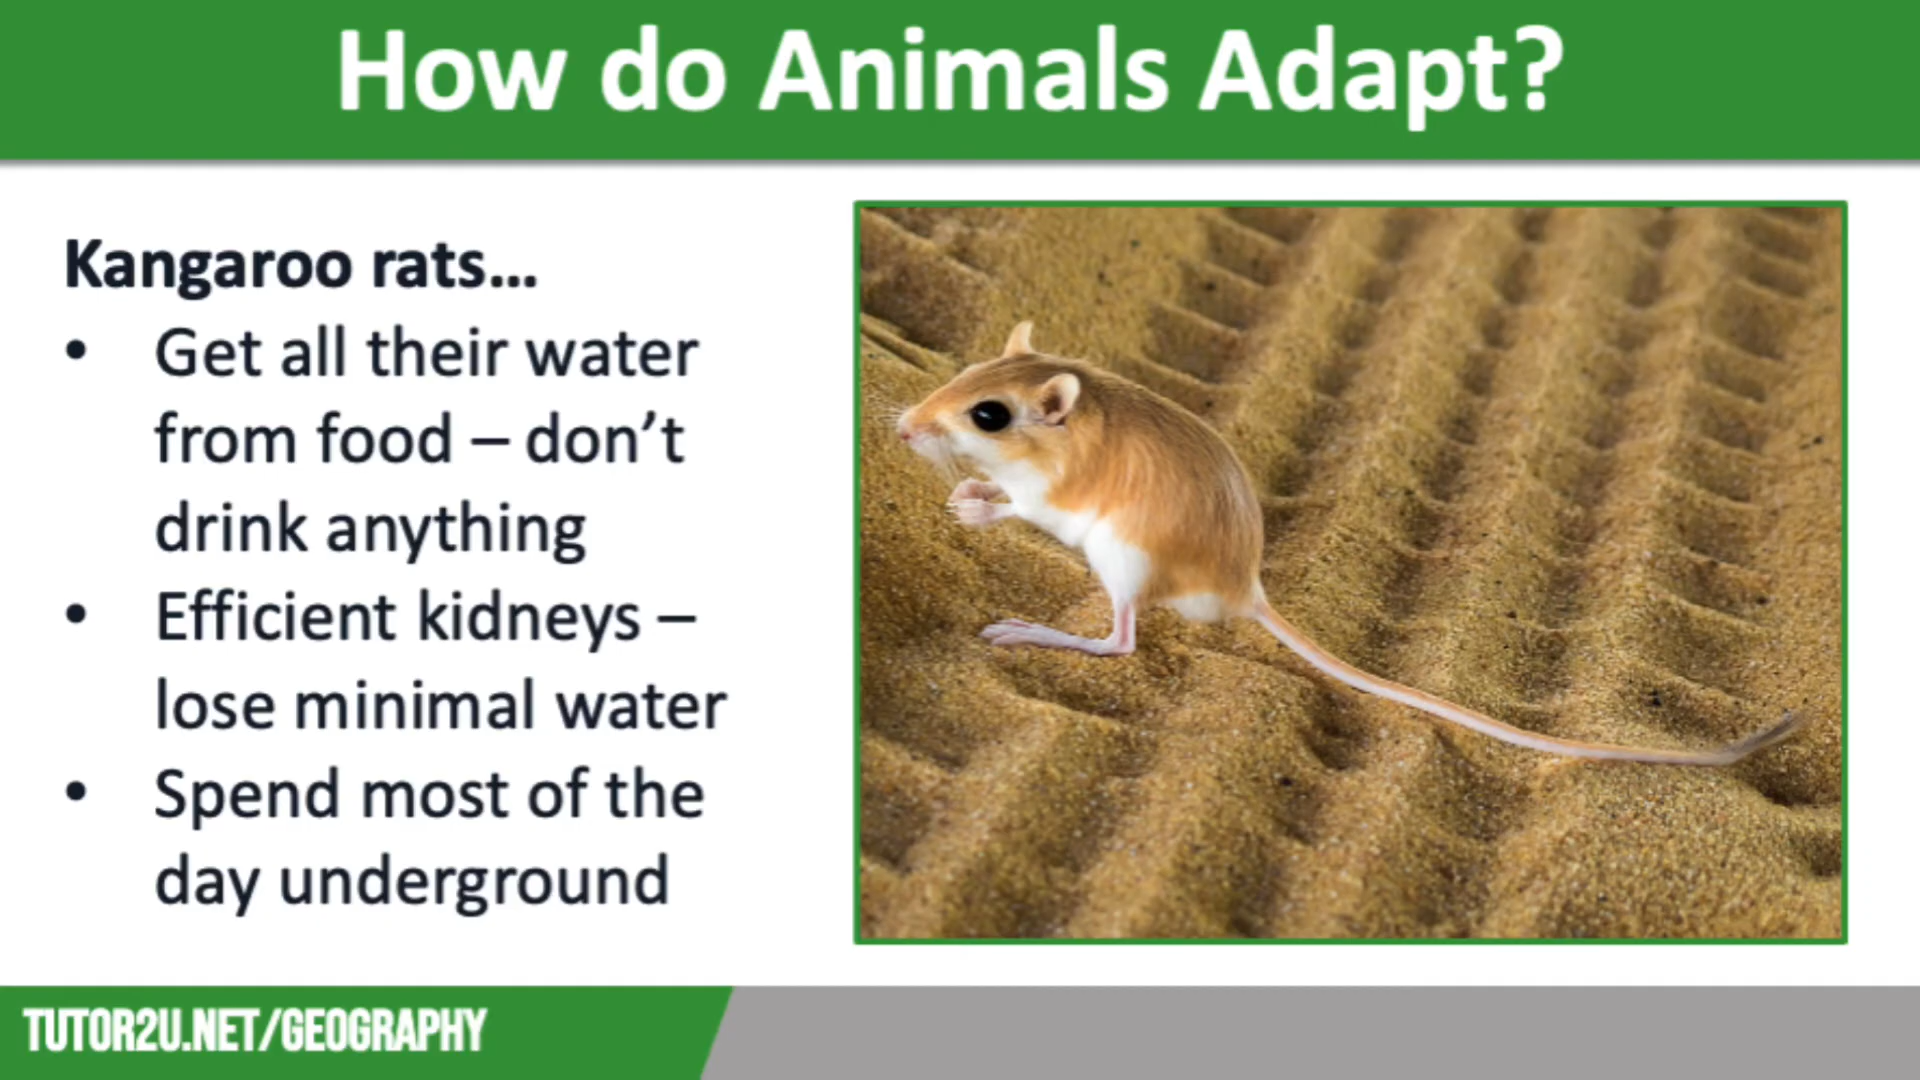 How do Animals Adapt?
Kangaroo rats...
• Get all their water
from food – don't
drink anything
• Efficient kidneys –
lose minimal water
• Spend most of the
day underground
TUTOR2U.NET/GEOGRAPHY